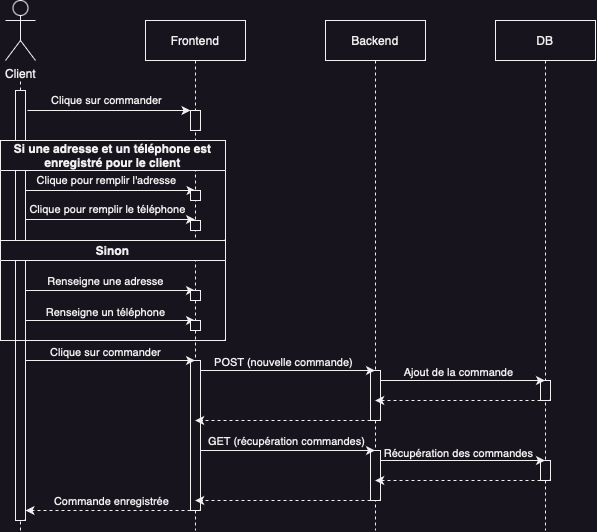 Client
Frontend
Backend
DB
Clique sur commander
Si une adresse et un téléphone est
enregistré pour le client
Clique pour remplir l'adresse
Clique pour remplir le téléphone
Sinon
Renseigne une adresse
Renseigne un téléphone
Clique sur commander
POST (nouvelle commande)
Ajout de la commande
GET (récupération commandes)
Récupération des commandes
Commande enregistrée